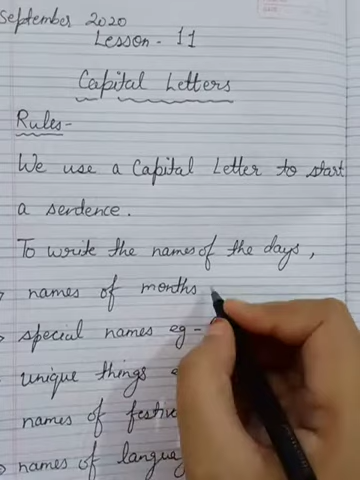 September 2020
Lesson - 11
Capital Letters
Rules-
We use a Capital Letter to start
a sentence.
To write the names of the days,
names of months
special names eg-
unique things
names of
names of